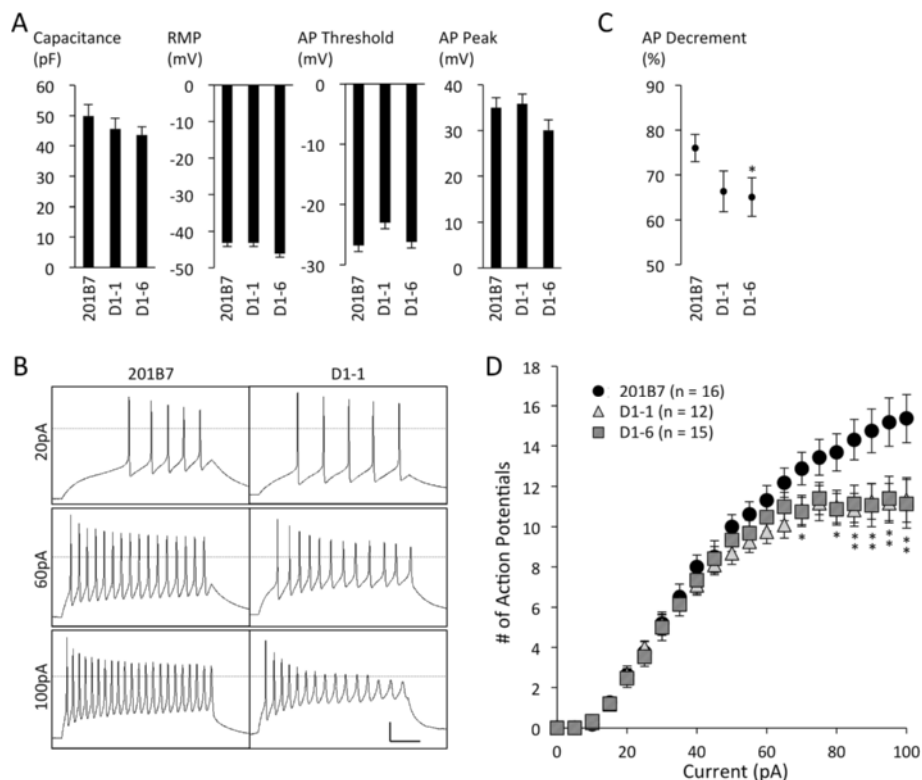 A
Capacitance
(pF)
60
50
40
30
20
10
0
201B7
D1-1
D1-6
RMP
(mV)
0
-10
-20
-30
-40
-50
201B7
D1-1
D1-6
AP Threshold
(mV)
0
-10
-20
-30
201B7
D1-1
D1-6
AP Peak
(mV)
40
30
20
10
0
201B7
D1-1
D1-6
C
AP Decrement
(%)
90
80
70
60
50
*
201B7
D1-1
D1-6
B
201B7
D1-1
20pA
60pA
100pA
D
# of Action Potentials
18
16
14
12
10
8
6
4
2
0
201B7 (n = 16)
D1-1 (n = 12)
D1-6 (n = 15)
* * * * * *
* * * *
0 20 40 60 80 100
Current (pA)